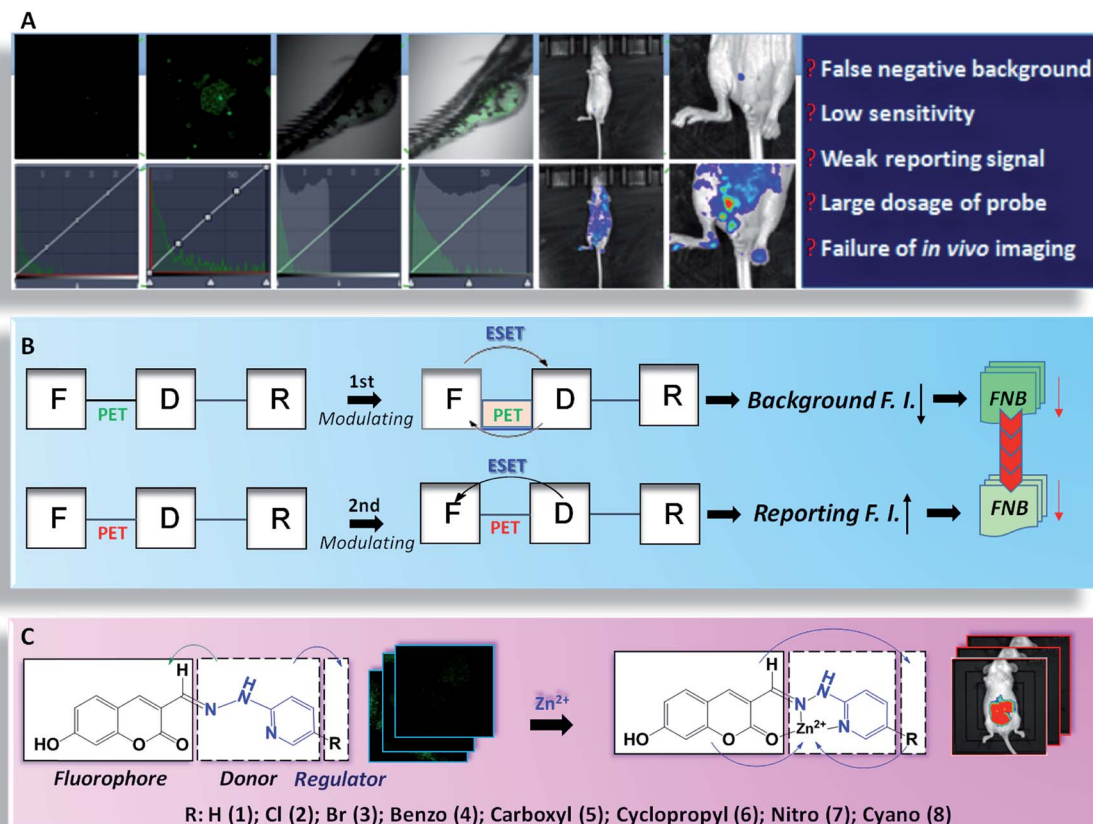 A
? False negative background
? Low sensitivity
? Weak reporting signal
? Large dosage of probe
? Failure of in vivo imaging
B
ESET
F D R 1st F D R Background F. I. FNB
PET Modulating PET
ESET
F D R 2nd F D R Reporting F. I. FNB
PET Modulating PET
C
H H
H H
N N Zn²⁺ N N
N Zn²⁺ N
HO O O R HO O O R
Fluorophore Donor Regulator
R: H (1); Cl (2); Br (3); Benzo (4); Carboxyl (5); Cyclopropyl (6); Nitro (7); Cyano (8)